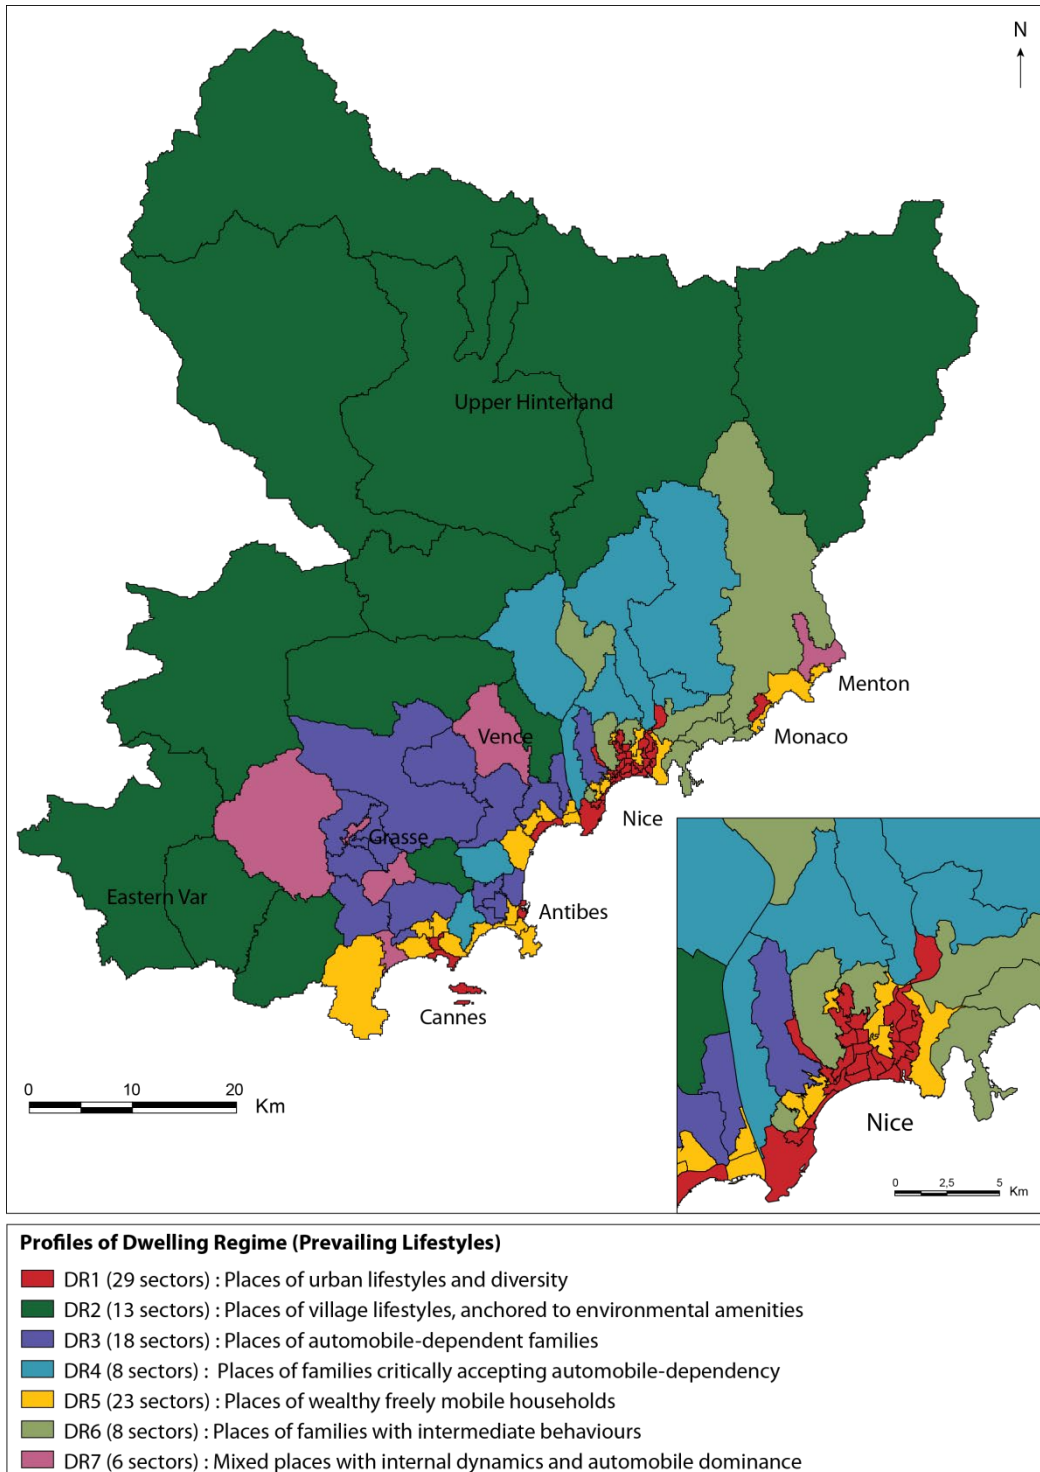 N
Upper Hinterland
Menton
Vence
Monaco
Nice
Grasse
Eastern Var
Antibes
Cannes
0 20
Km
Nice
0 2,5 5
Km
Profiles of Dwelling Regime (Prevailing Lifestyles)
DR1 (29 sectors) : Places of urban lifestyles and diversity
DR2 (13 sectors) : Places of village lifestyles, anchored to environmental amenities
DR3 (18 sectors) : Places of automobile-dependent families
DR4 (8 sectors) : Places of families critically accepting automobile-dependency
DR5 (23 sectors) : Places of wealthy freely mobile households
DR6 (8 sectors) : Places of families with intermediate behaviours
DR7 (6 sectors) : Mixed places with internal dynamics and automobile dominance